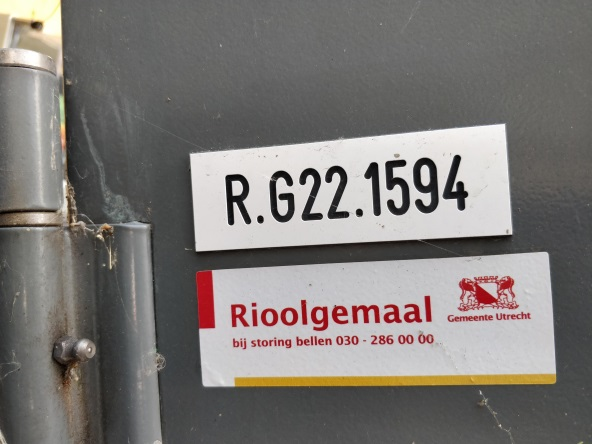 R.G22.1594
Rioolgemaal
bij storing bellen 030 - 286 00 00
Gemeente Utrecht